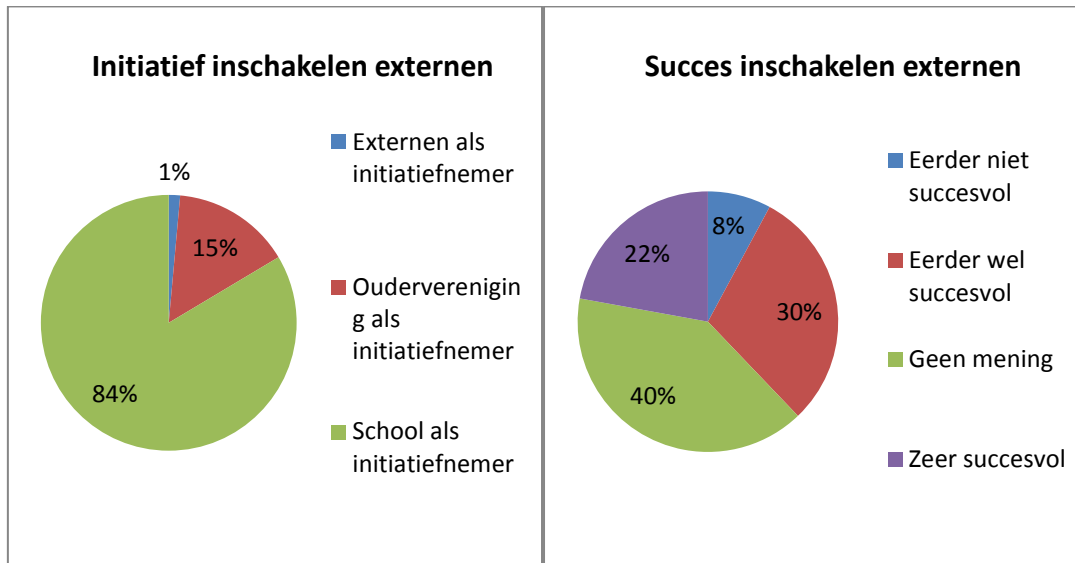 Initiatief inschakelen externen
1%
15%
84%
Externen als
initiatiefnemer
Ouderverenigin
g als
initiatiefnemer
School als
initiatiefnemer
Succes inschakelen externen
8%
22%
30%
40%
Eerder niet
succesvol
Eerder wel
succesvol
Geen mening
Zeer succesvol